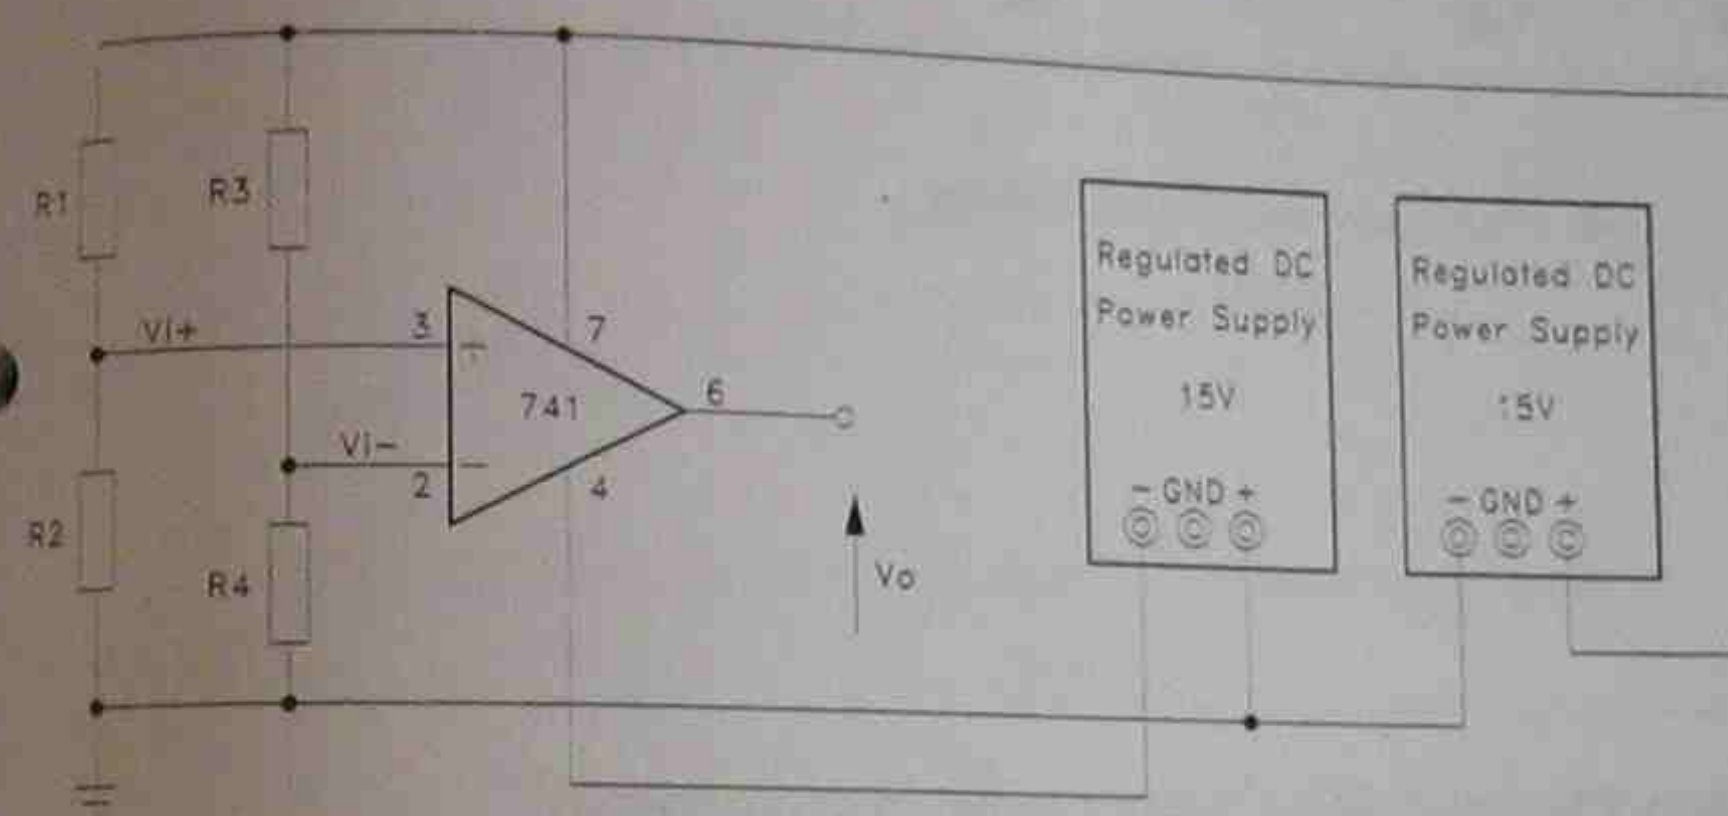 R1
R3
Vi+
3
+
7
741
6
Vi-
2
-
4
R2
R4
Vo
Regulated DC
Power Supply
15V
- GND +
Regulated DC
Power Supply
15V
- GND +